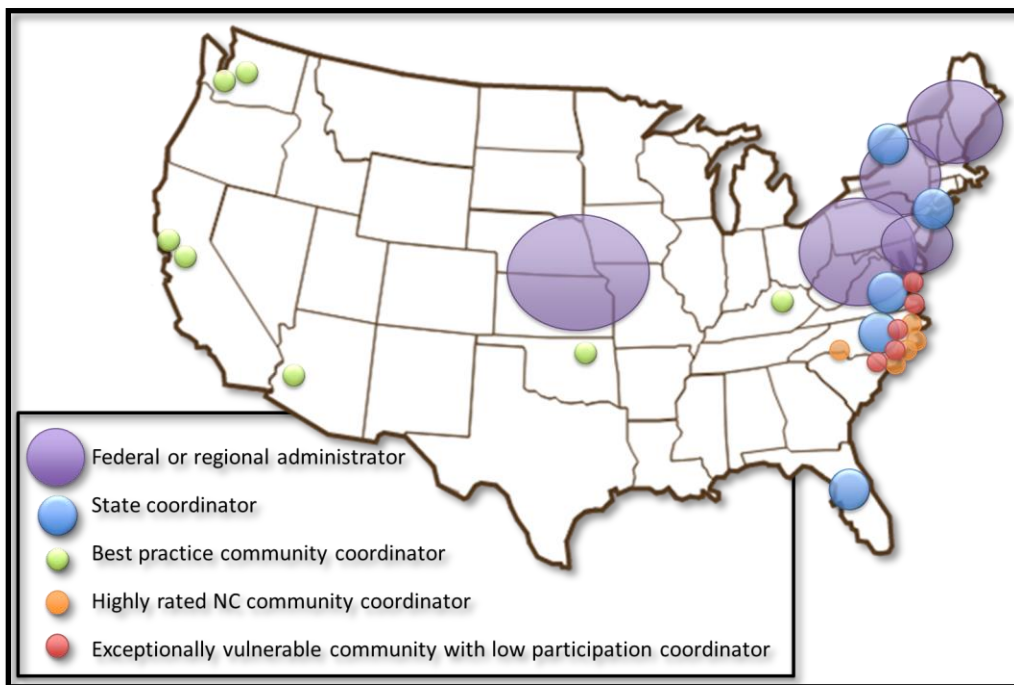 Federal or regional administrator
State coordinator
Best practice community coordinator
Highly rated NC community coordinator
Exceptionally vulnerable community with low participation coordinator